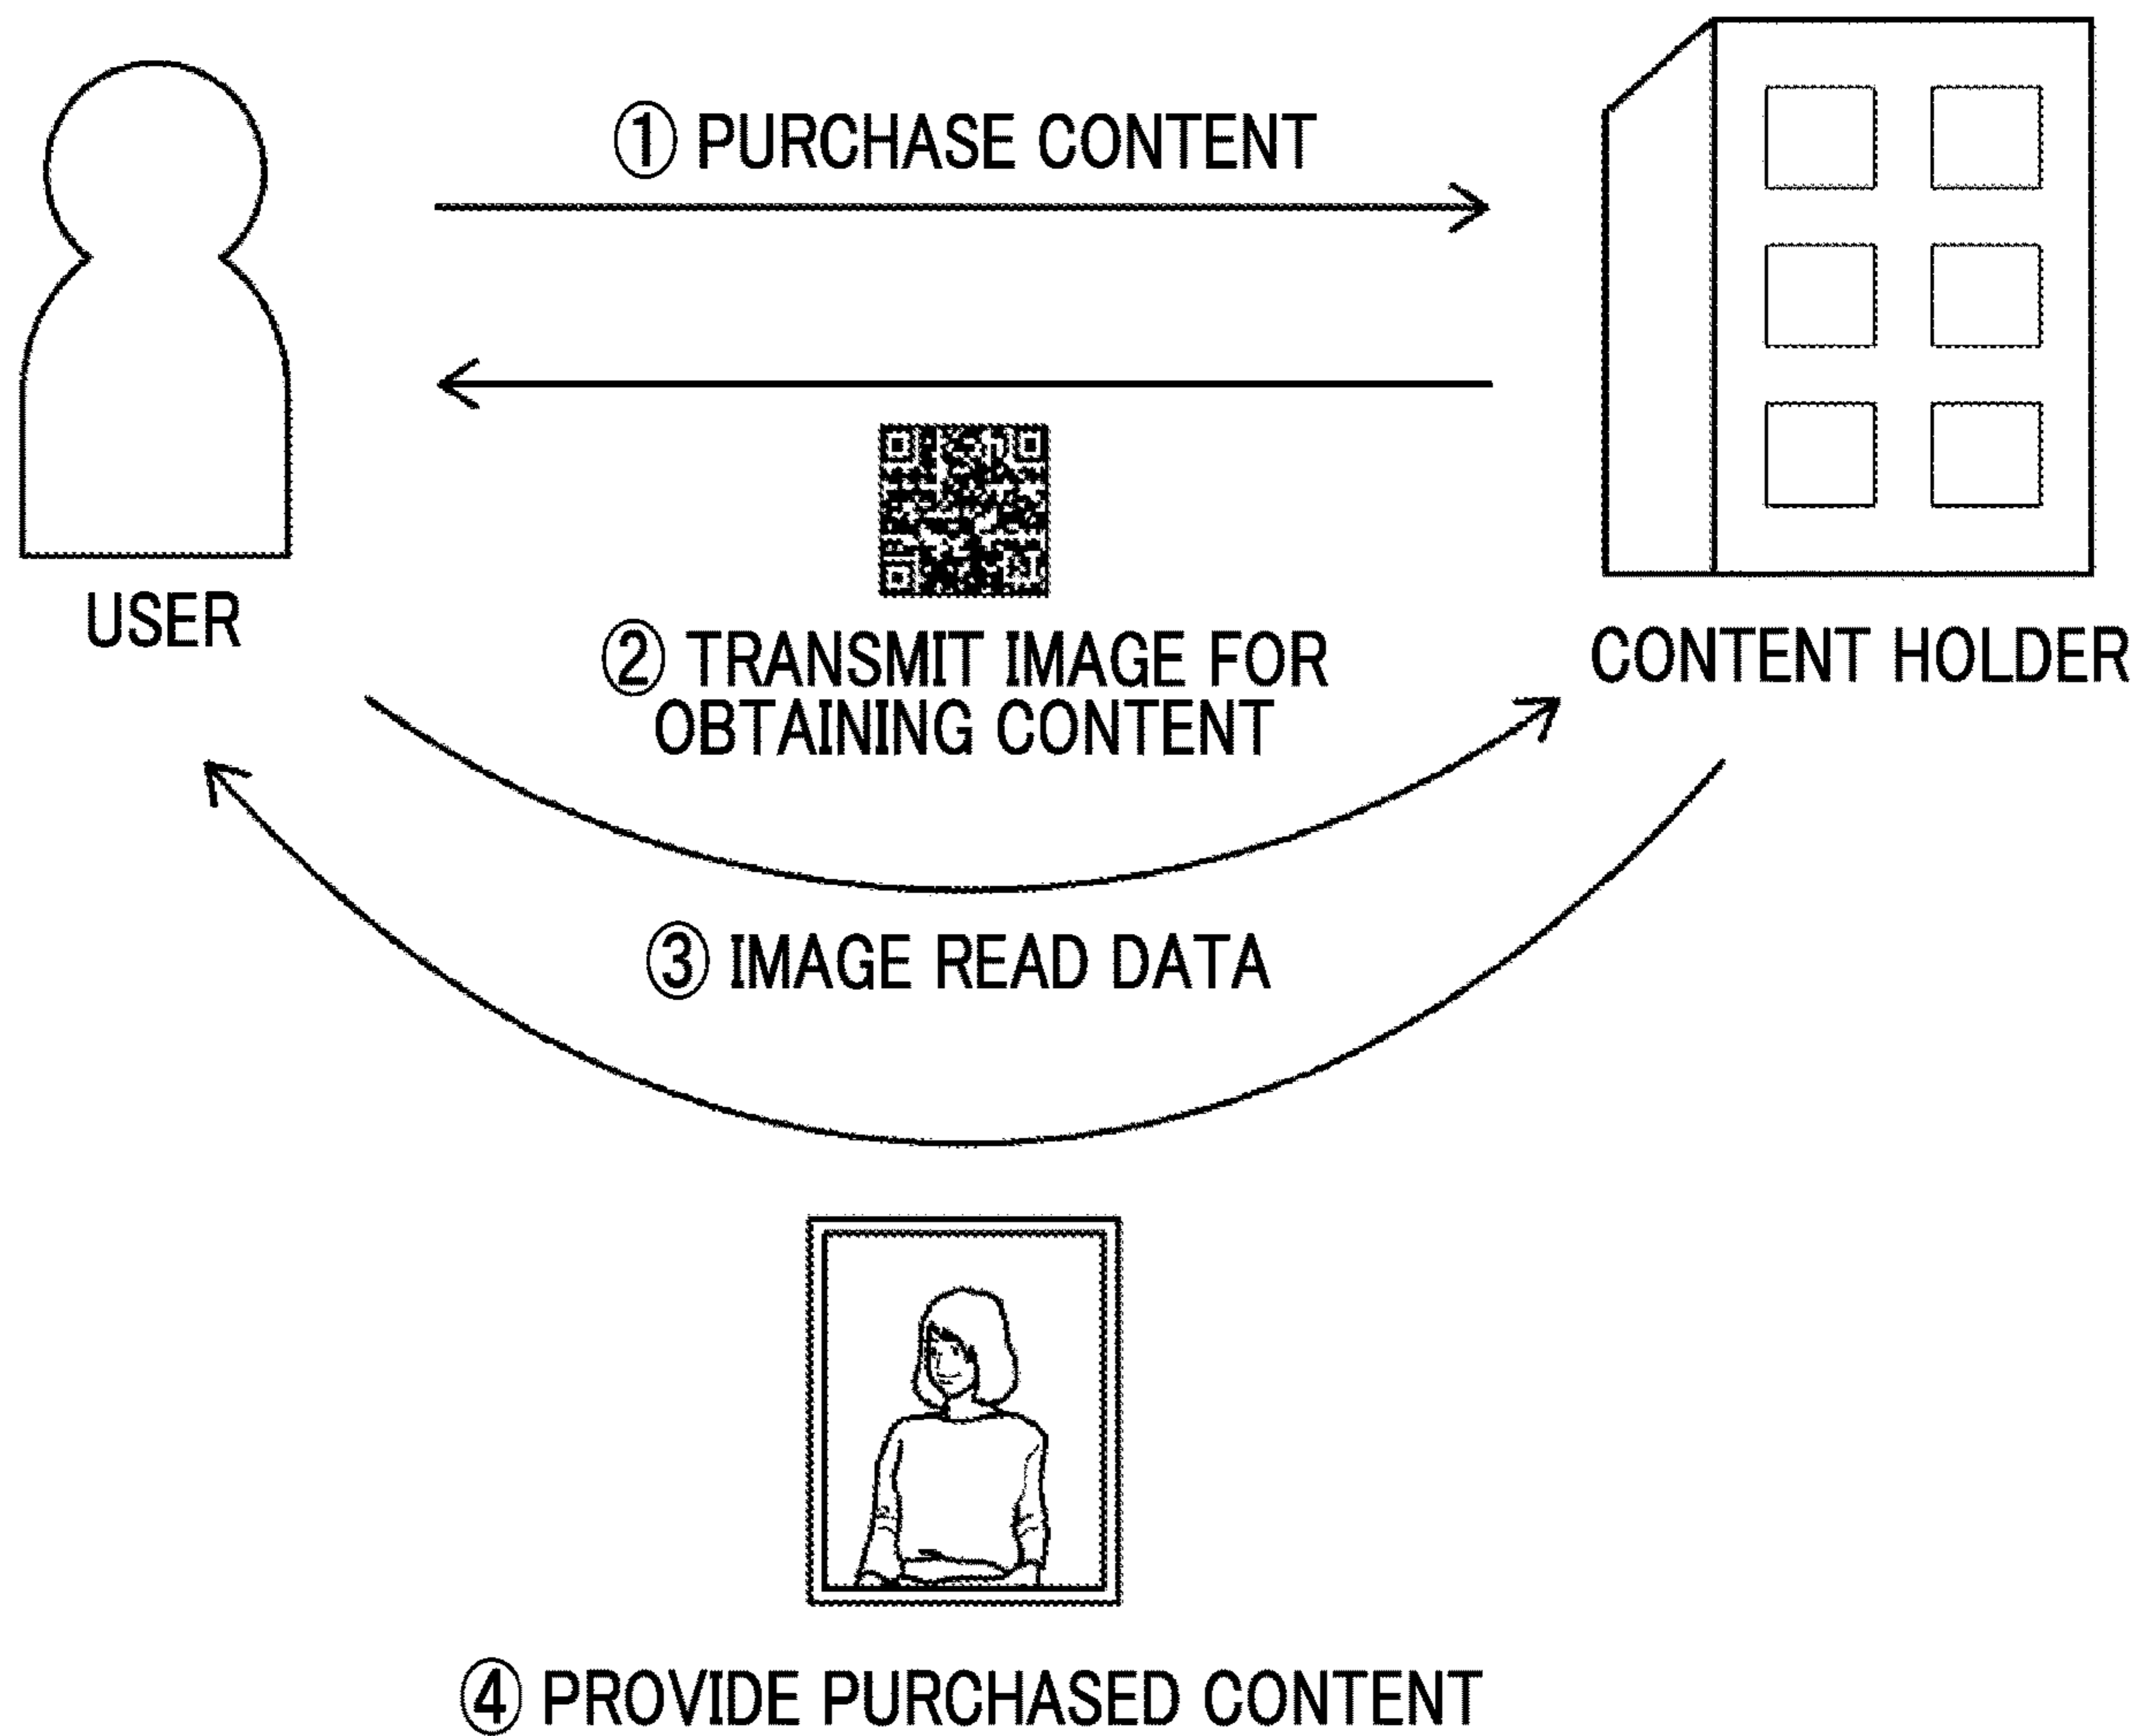 ① PURCHASE CONTENT
USER
② TRANSMIT IMAGE FOR
OBTAINING CONTENT
CONTENT HOLDER
③ IMAGE READ DATA
④ PROVIDE PURCHASED CONTENT